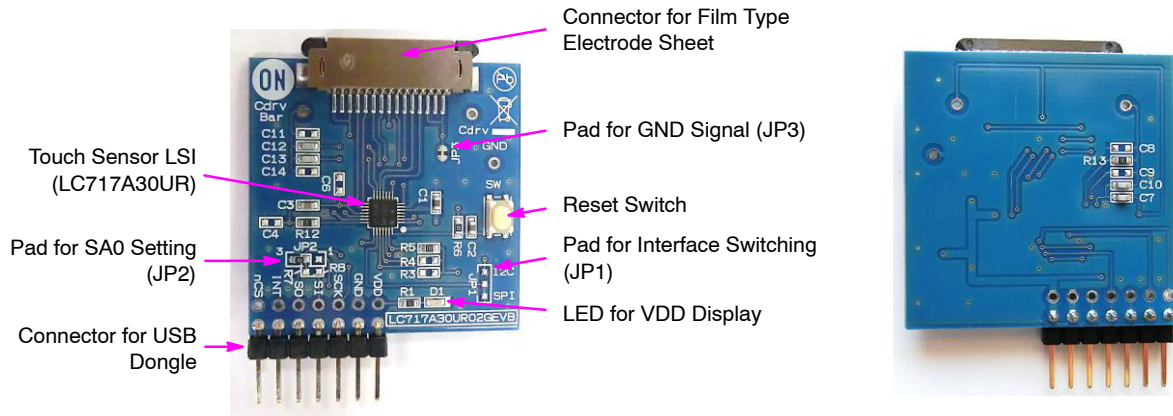 Connector for Film Type
Electrode Sheet
Pad for GND Signal (JP3)
Touch Sensor LSI
(LC717A30UR)
Reset Switch
Pad for SA0 Setting
(JP2)
Pad for Interface Switching
(JP1)
LED for VDD Display
Connector for USB
Dongle
ON
Cdrv
Bar
Cdrv
GND
C11
C12
C13
C14
C6
C1
SW
C3
C4
R12
R6
C2
JP2
3
1
R7
R8
R5
R4
R3
I2C
JP1
SPI
nCS
INT
SO
SI
SCK
GND
VDD
R1
D1
LC717A30UR02GEVB
C8
R13
C9
C10
C7